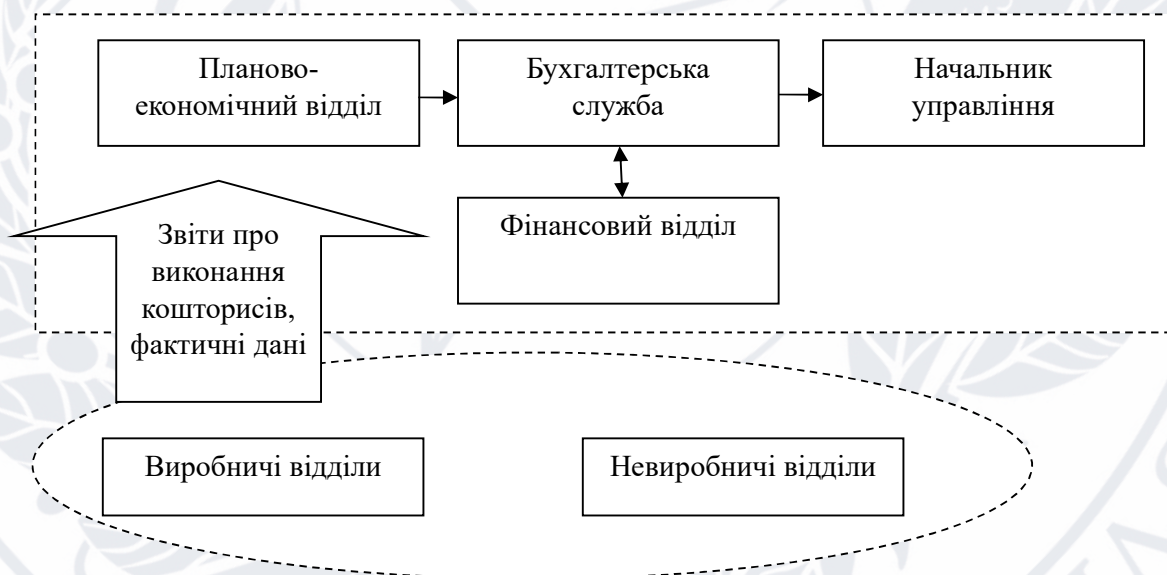 Планово-
економічний відділ
Бухгалтерська
служба
Начальник
управління
Фінансовий відділ
Звіти про
виконання
кошторисів,
фактичні дані
Виробничі відділи
Невиробничі відділи